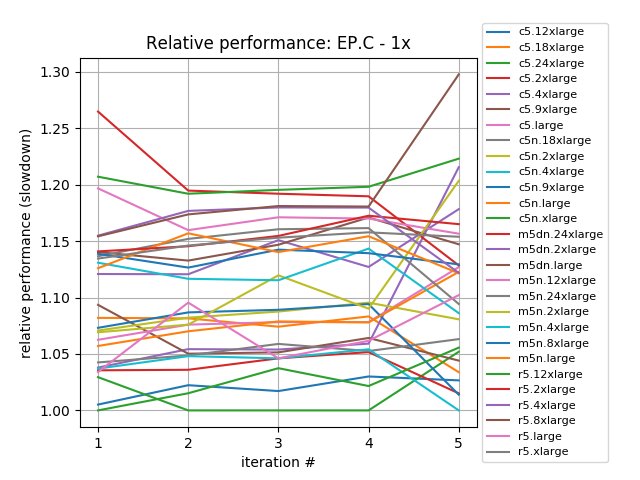 Relative performance: EP.C - 1x
relative performance (slowdown)
1.30
1.25
1.20
1.15
1.10
1.05
1.00
1 2 3 4 5
iteration #
c5.12xlarge
c5.18xlarge
c5.24xlarge
c5.2xlarge
c5.4xlarge
c5.9xlarge
c5.large
c5n.18xlarge
c5n.2xlarge
c5n.4xlarge
c5n.9xlarge
c5n.large
c5n.xlarge
m5dn.24xlarge
m5dn.2xlarge
m5dn.large
m5n.12xlarge
m5n.24xlarge
m5n.2xlarge
m5n.4xlarge
m5n.8xlarge
m5n.large
r5.12xlarge
r5.2xlarge
r5.4xlarge
r5.8xlarge
r5.large
r5.xlarge